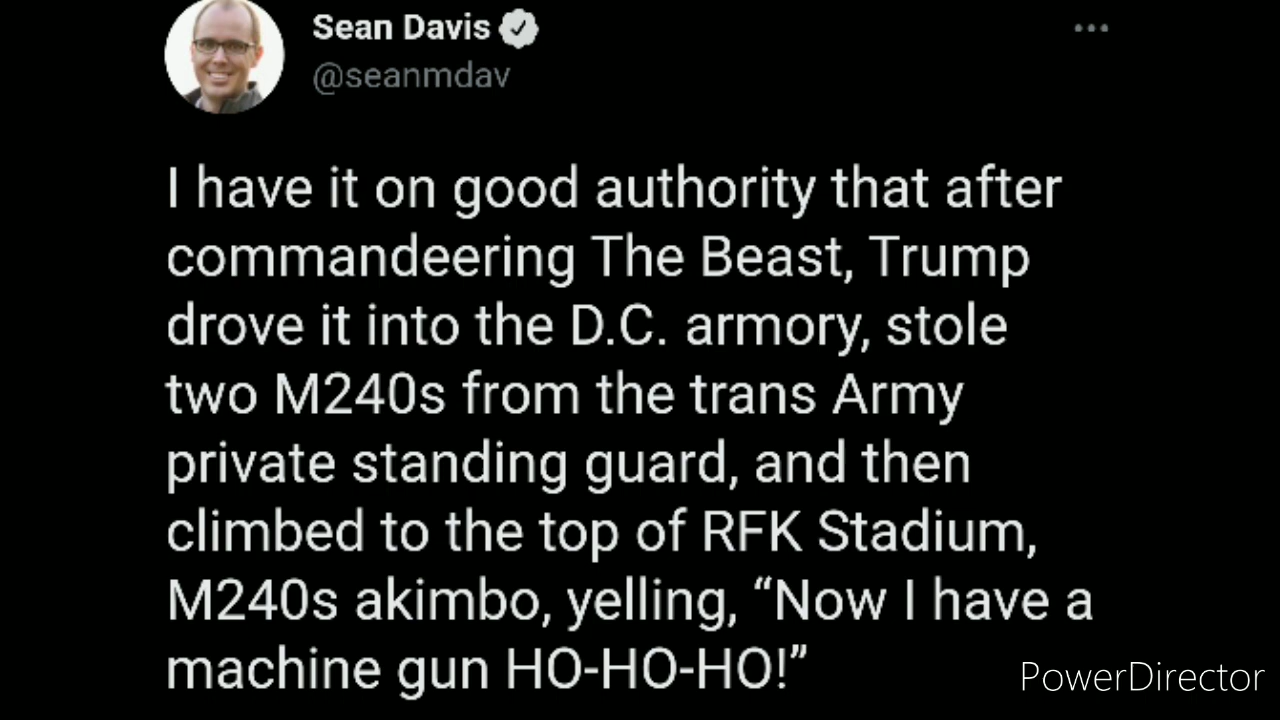 Sean Davis
@seanmdav
I have it on good authority that after
commandeering The Beast, Trump
drove it into the D.C. armory, stole
two M240s from the trans Army
private standing guard, and then
climbed to the top of RFK Stadium,
M240s akimbo, yelling, “Now I have a
machine gun HO-HO-HO!”
PowerDirector